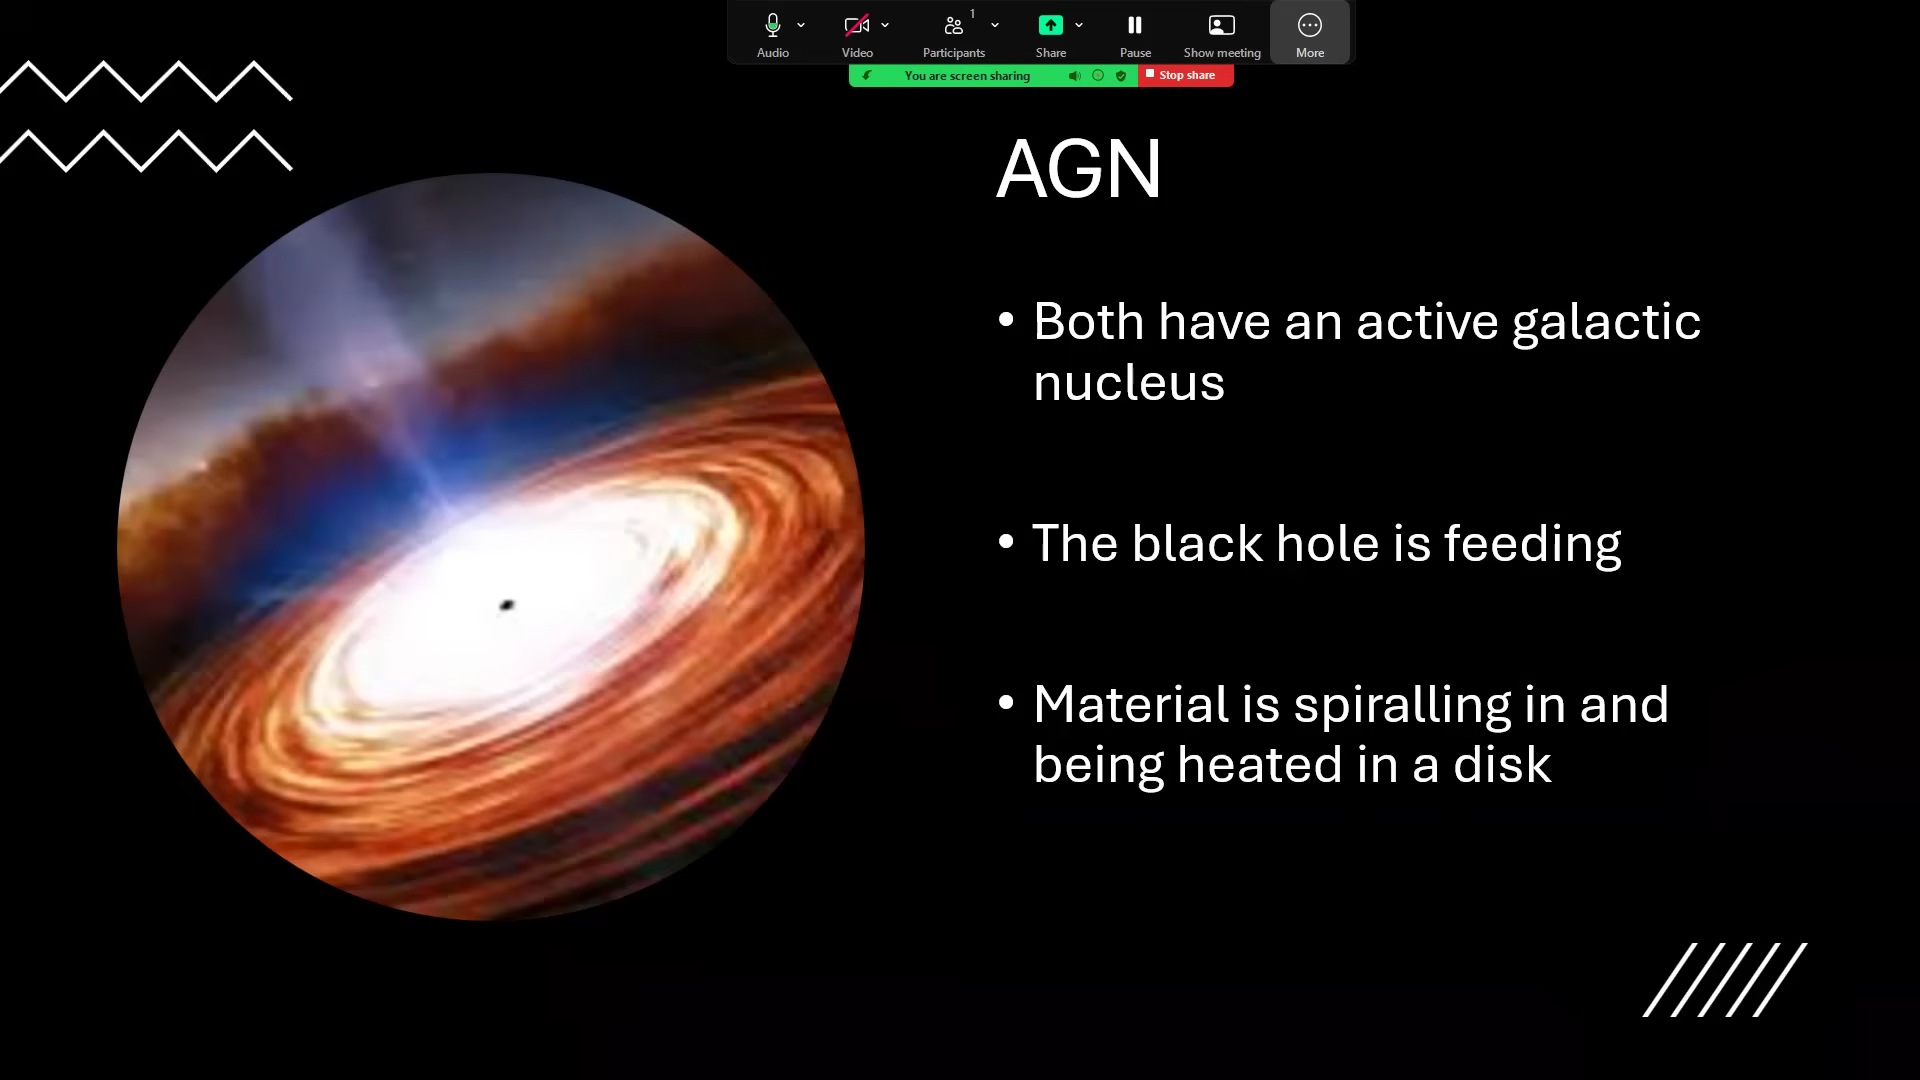 1
Audio
Video
Participants
Share
Pause
Show meeting
More
You are screen sharing
Stop share
AGN
• Both have an active galactic
nucleus
• The black hole is feeding
• Material is spiralling in and
being heated in a disk